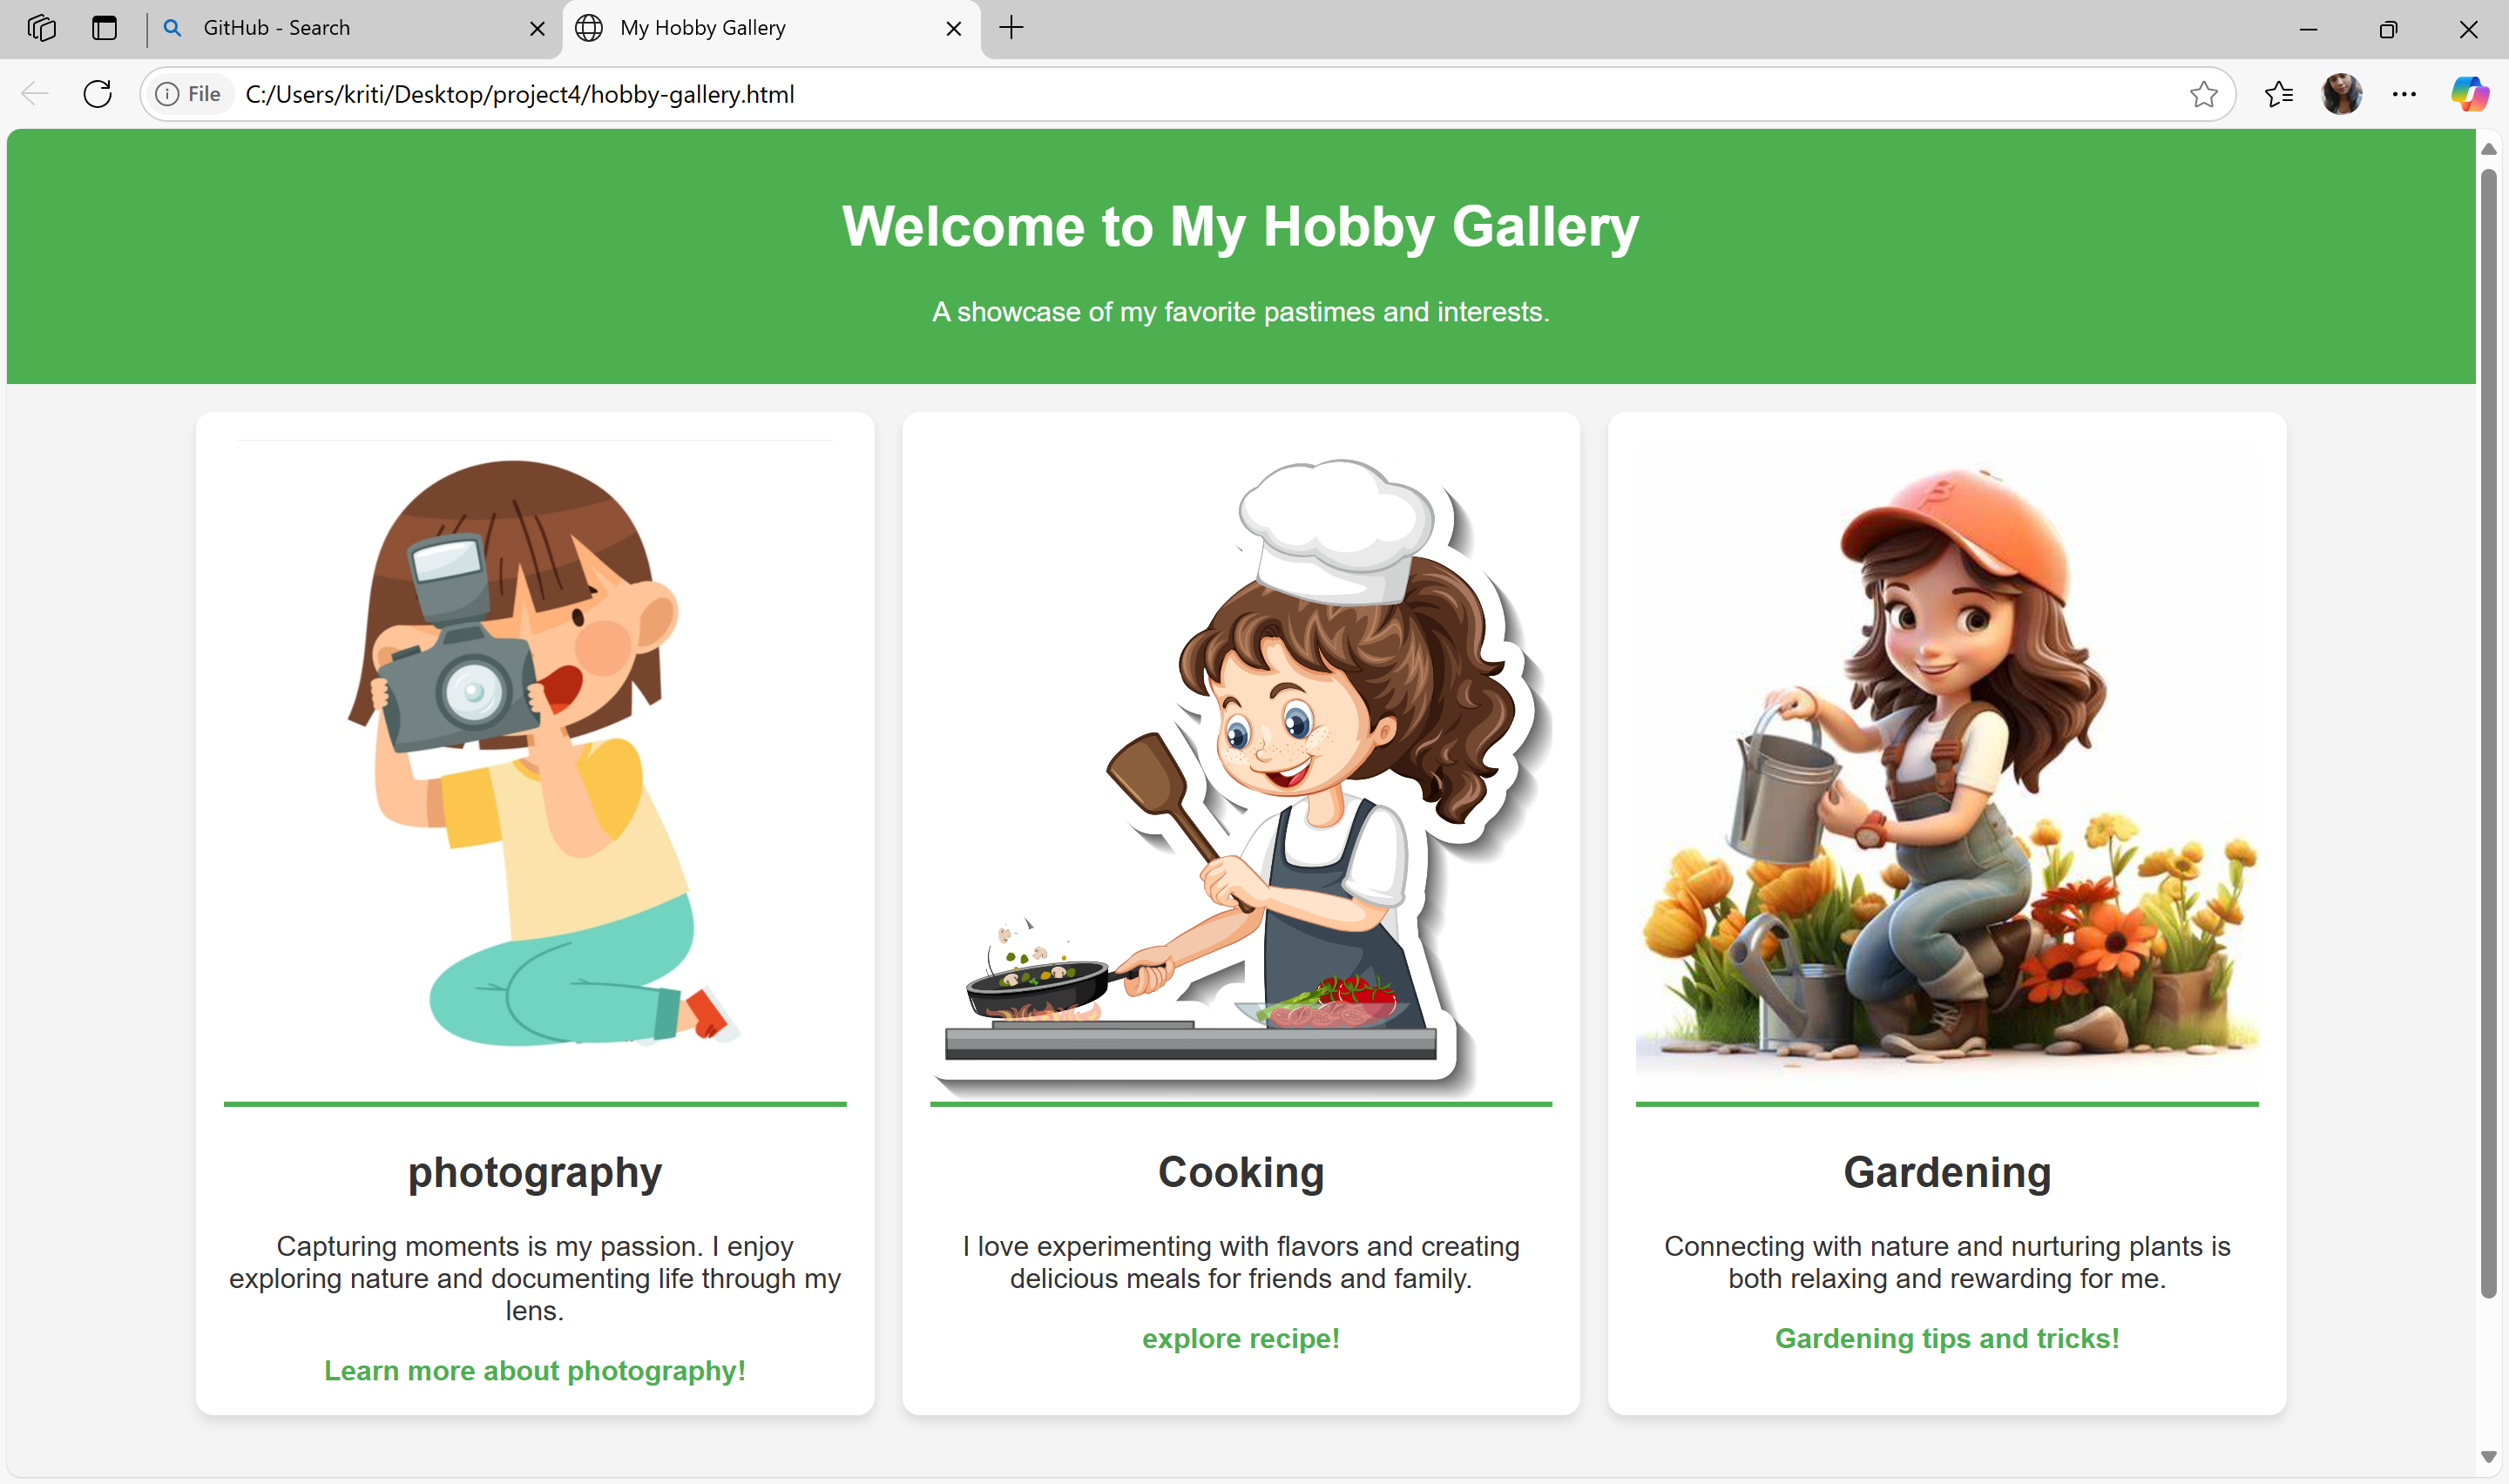 GitHub - Search
My Hobby Gallery
File
C:/Users/kriti/Desktop/project4/hobby-gallery.html
Welcome to My Hobby Gallery
A showcase of my favorite pastimes and interests.
photography
Capturing moments is my passion. I enjoy
exploring nature and documenting life through my
lens.
Learn more about photography!
Cooking
I love experimenting with flavors and creating
delicious meals for friends and family.
explore recipe!
Gardening
Connecting with nature and nurturing plants is
both relaxing and rewarding for me.
Gardening tips and tricks!